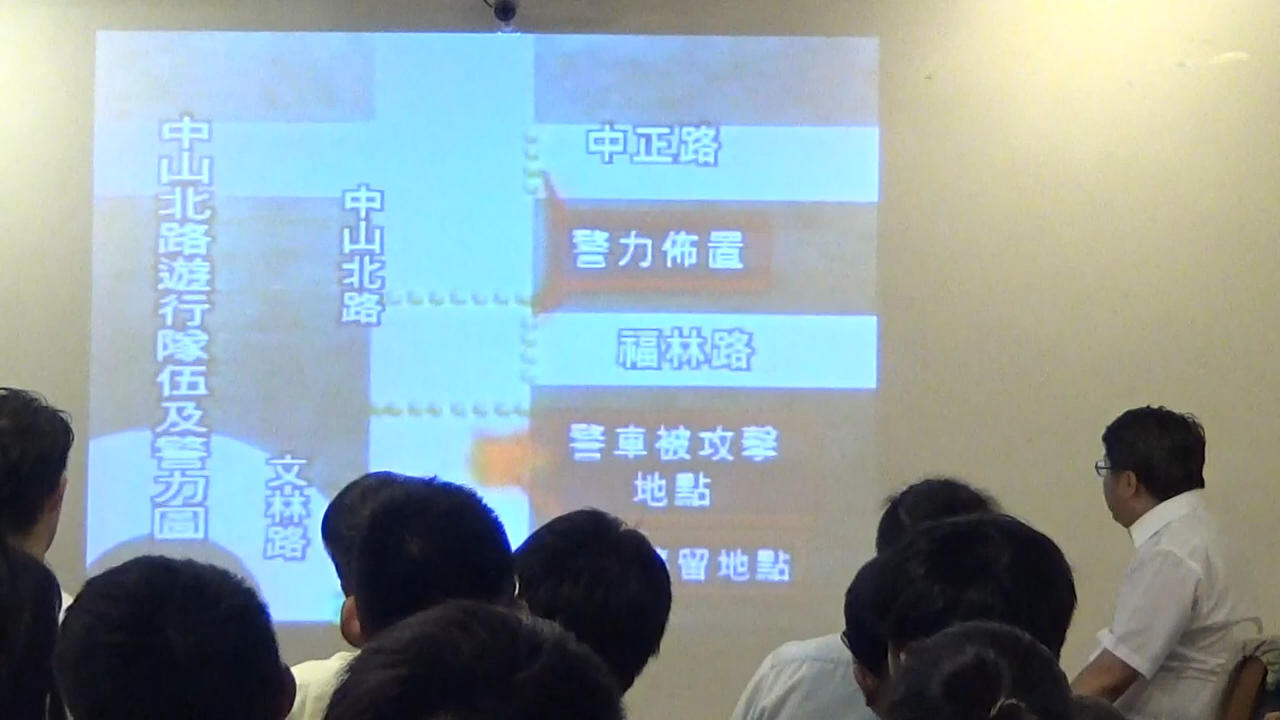 中山北路遊行隊伍及警力圖
中山北路
文林路
中正路
警力佈置
福林路
警車被攻擊
地點
留地點